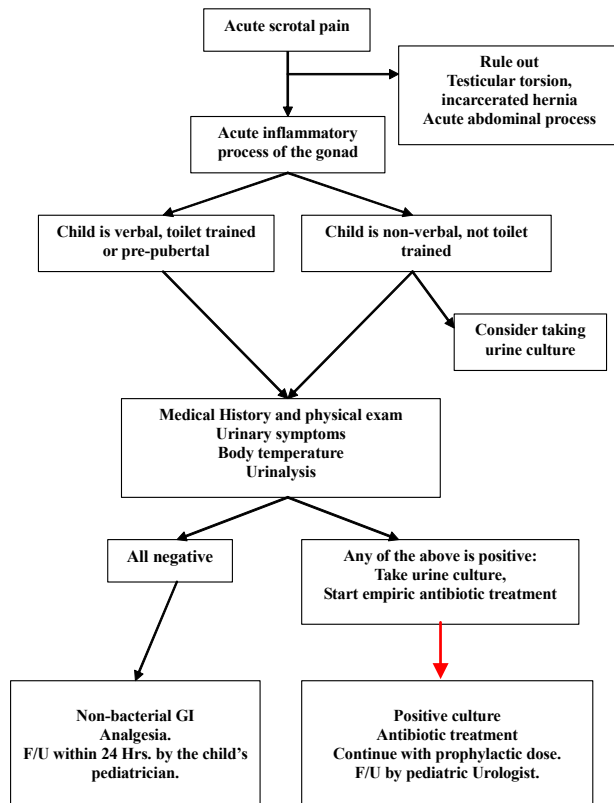 Acute scrotal pain
Rule out
Testicular torsion,
incarcerated hernia
Acute abdominal process
Acute inflammatory
process of the gonad
Child is verbal, toilet trained
or pre-pubertal
Child is non-verbal, not toilet
trained
Consider taking
urine culture
Medical History and physical exam
Urinary symptoms
Body temperature
Urinalysis
All negative
Any of the above is positive:
Take urine culture,
Start empiric antibiotic treatment
Non-bacterial GI
Analgesia.
F/U within 24 Hrs. by the child's
pediatrician.
Positive culture
Antibiotic treatment
Continue with prophylactic dose.
F/U by pediatric Urologist.